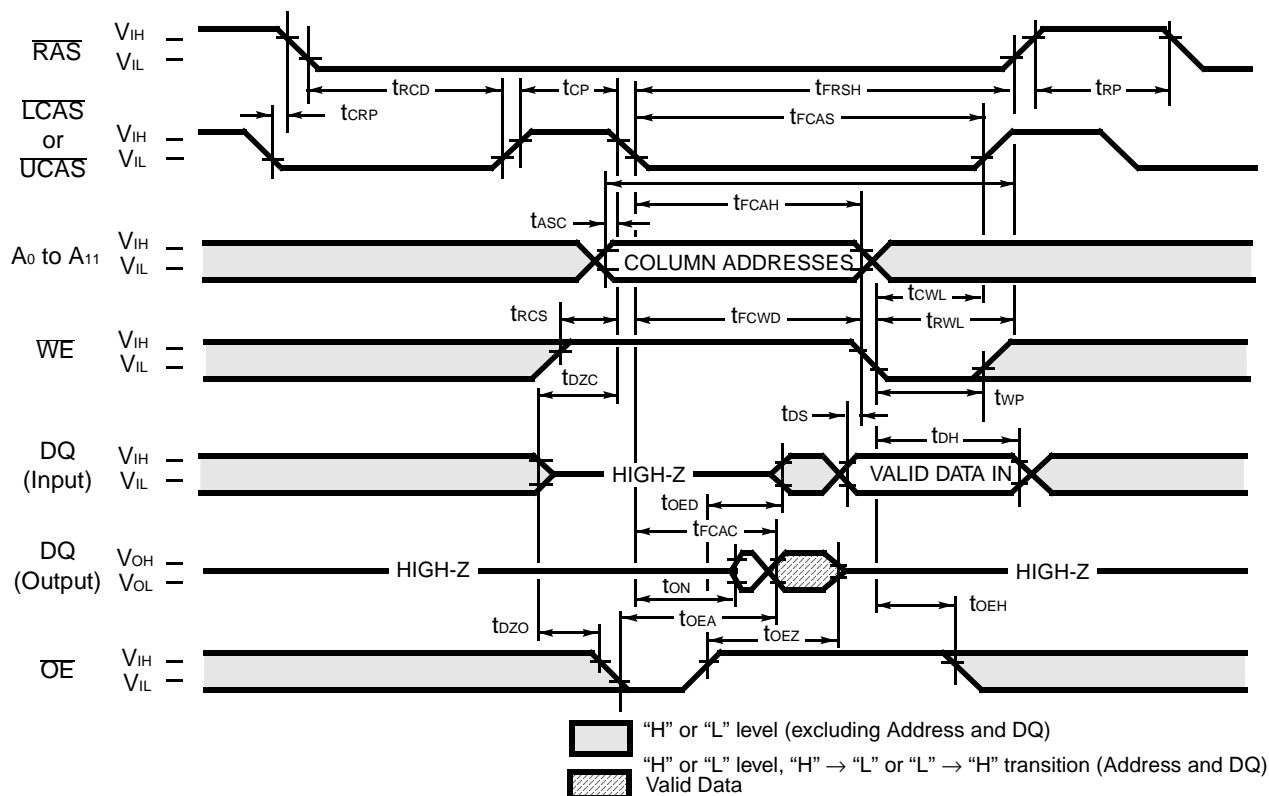 RAS
VIH
VIL
tRCD
tCP
tFRSH
tRP
LCAS
or
UCAS
tCRP
tFCAS
VIH
VIL
tFCAH
tASC
A0 to A11
VIH
VIL
COLUMN ADDRESSES
tCWL
tRCS
tFCWD
tRWL
WE
VIH
VIL
tDZC
tWP
tDS
tDH
DQ
(Input)
VIH
VIL
HIGH-Z
VALID DATA IN
tOED
tFCAC
DQ
(Output)
VOH
VOL
HIGH-Z
HIGH-Z
tON
tOEH
tOEA
tDZO
tOEZ
OE
VIH
VIL
“H” or “L” level (excluding Address and DQ)
“H” or “L” level, “H” → “L” or “L” → “H” transition (Address and DQ)
Valid Data